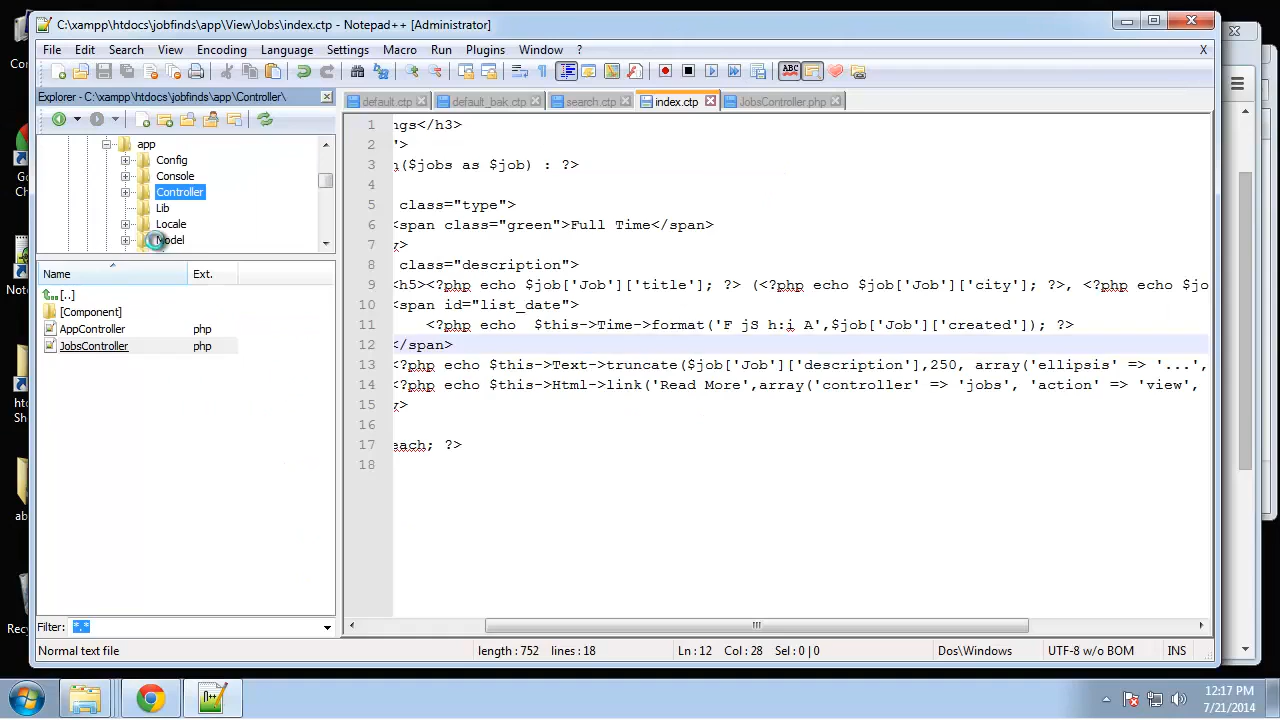 C:\xampp\htdocs\jobfinds\app\View\Jobs\index.ctp - Notepad++ [Administrator]
File Edit Search View Encoding Language Settings Macro Run Plugins Window ? X
Explorer - C:\xampp\htdocs\jobfinds\app\Controller\
default.ctp default_bak.ctp search.ctp index.ctp JobsController.php
app
Config
Console
Controller
Lib
Locale
Model
Name Ext.
[..]
[Component]
AppController php
JobsController php
Filter: *.*
1 ngs</h3>
2 ">
3 ($jobs as $job) : ?>
4
5 class="type">
6 <span class="green">Full Time</span>
7 >
8 class="description">
9 <h5><?php echo $job['Job']['title']; ?> (<?php echo $job['Job']['city']; ?>, <?php echo $jo
10 <span id="list_date">
11 <?php echo  $this->Time->format('F jS h:i A',$job['Job']['created']); ?>
12 </span>
13 <?php echo $this->Text->truncate($job['Job']['description'],250, array('ellipsis' => '...',
14 <?php echo $this->Html->link('Read More',array('controller' => 'jobs', 'action' => 'view',
15 >
16
17 each; ?>
18
Normal text file length : 752 lines : 18 Ln : 12 Col : 28 Sel : 0 | 0 Dos\Windows UTF-8 w/o BOM INS
Go
Ch
Not
ht
Sh
ab
Recy
12:17 PM
7/21/2014